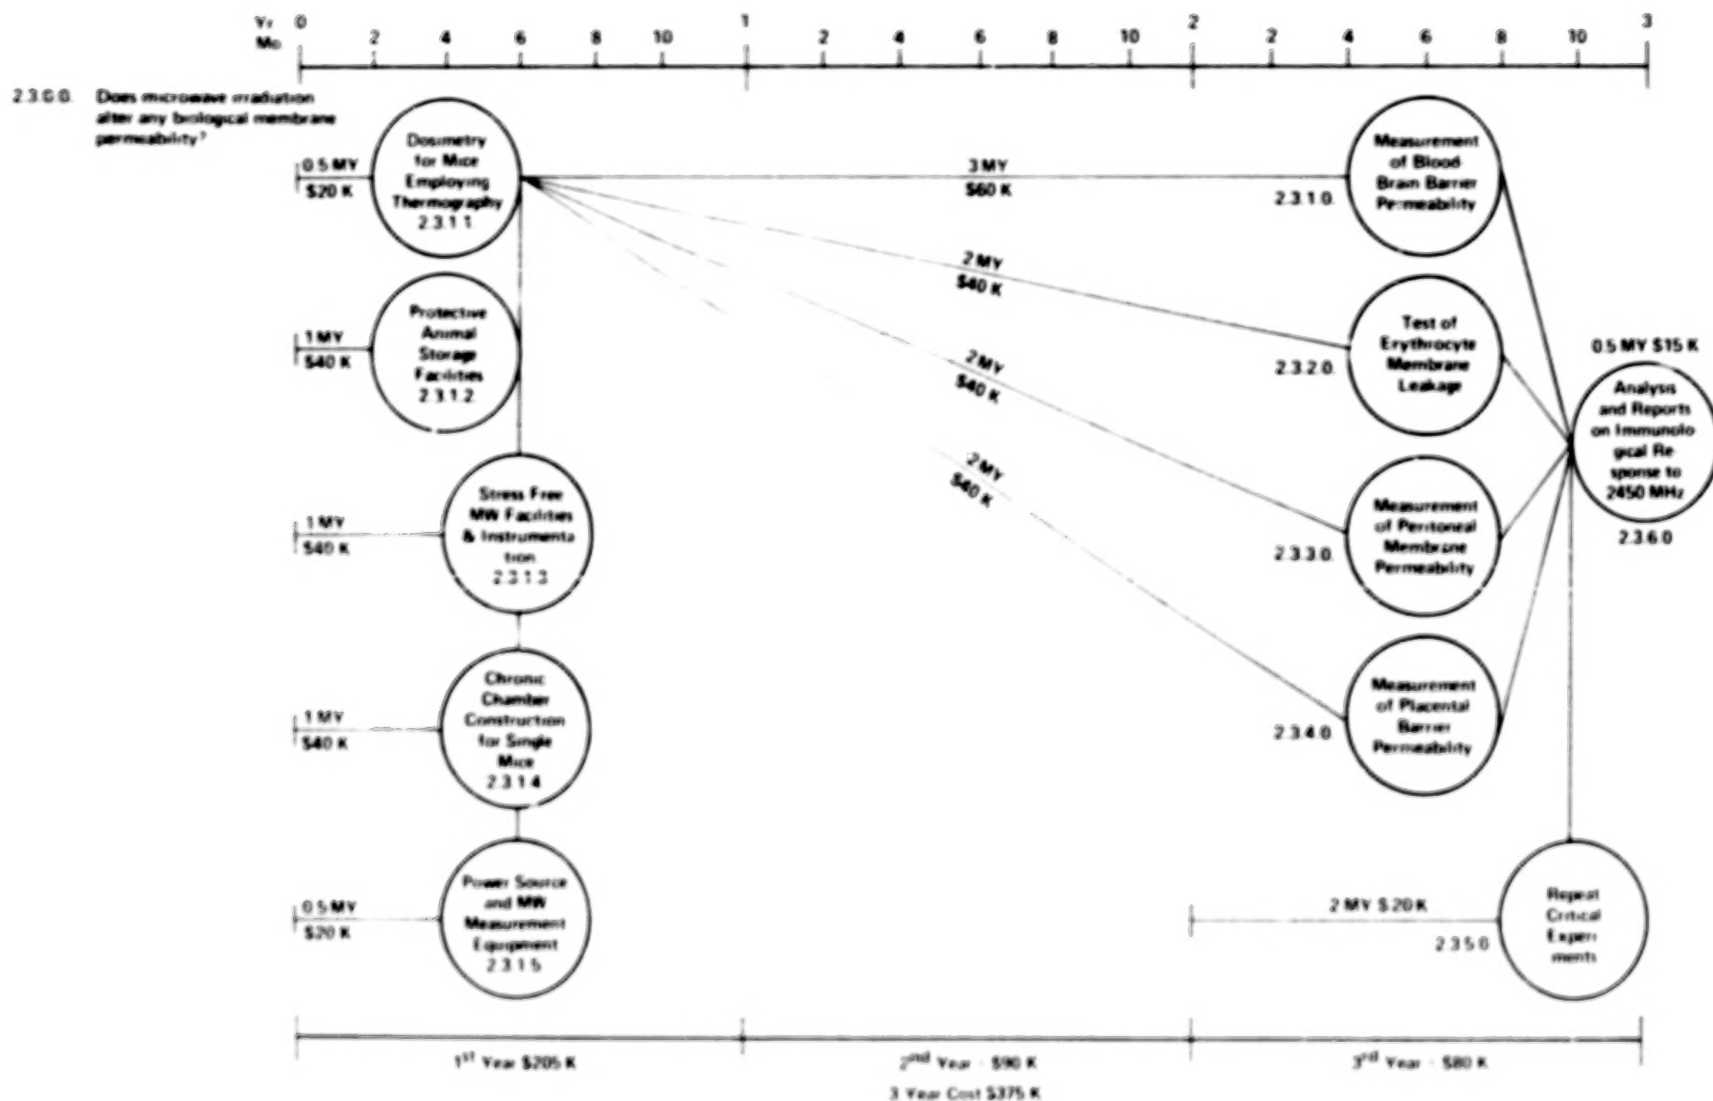 Yr 0 1 2 3
Mo 2 4 6 8 10 2 4 6 8 10 2 2 4 6 8 10
2.3.0.0. Does microwave irradiation
alter any biological membrane
permeability?
0.5 MY
$20 K
Dosimetry
for Mice
Employing
Thermography
2.3.1.1
3 MY
$60 K
2.3.1.0.
Measurement
of Blood
Brain Barrier
Permeability
1 MY
$40 K
Protective
Animal
Storage
Facilities
2.3.1.2
2 MY
$40 K
2.3.2.0.
Test of
Erythrocyte
Membrane
Leakage
0.5 MY $15 K
Analysis
and Reports
on Immunolo
gical Re
sponse to
2450 MHz
2.3.6.0
1 MY
$40 K
Stress Free
MW Facilities
& Instrumenta
tion
2.3.1.3
2 MY
$40 K
2.3.3.0.
Measurement
of Peritoneal
Membrane
Permeability
1 MY
$40 K
Chronic
Chamber
Construction
for Single
Mice
2.3.1.4
2 MY
$40 K
2.3.4.0.
Measurement
of Placental
Barrier
Permeability
0.5 MY
$20 K
Power Source
and MW
Measurement
Equipment
2.3.1.5
2 MY $20 K
2.3.5.0
Repeat
Critical
Experi
ments
1st Year $205 K
2nd Year - $90 K
3rd Year - $80 K
3 Year Cost $375 K